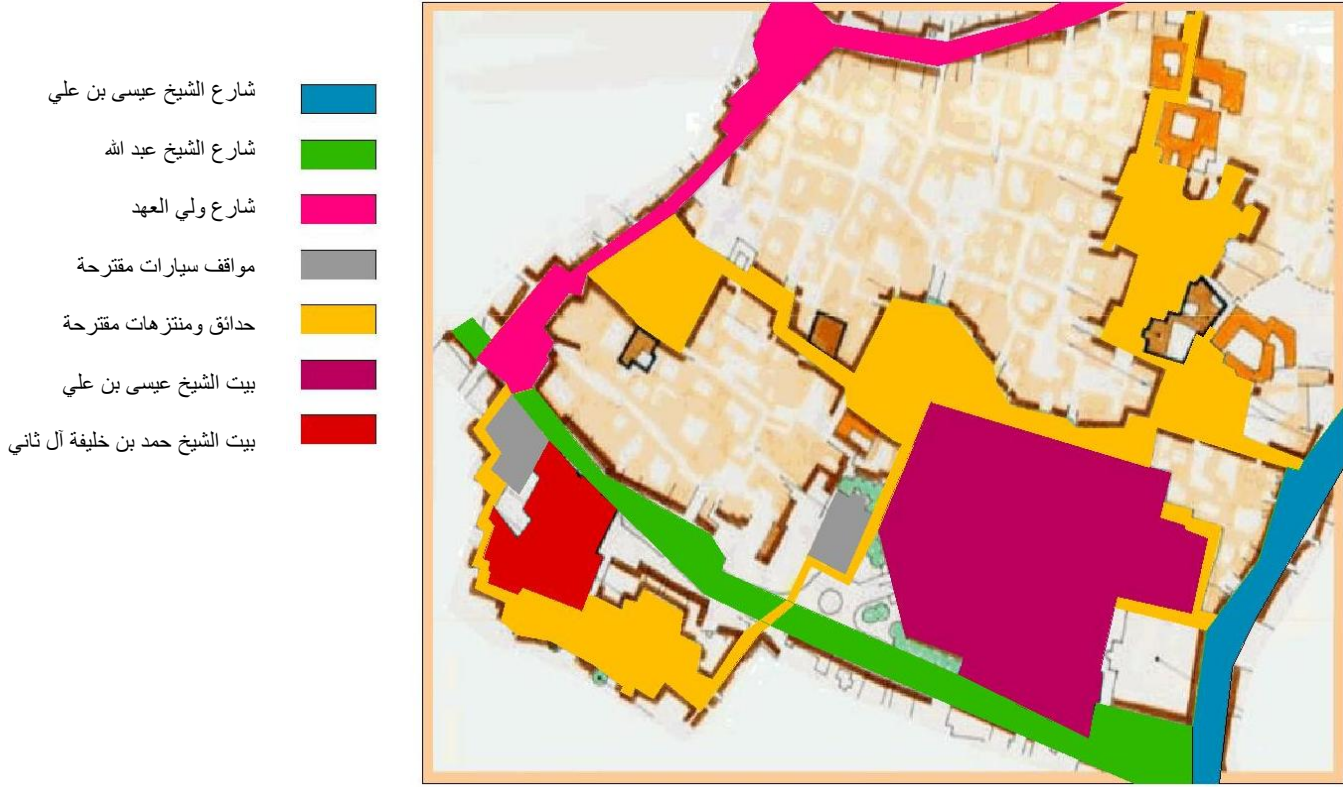 شارع الشيخ عيسى بن علي
شارع الشيخ عبد الله
شارع ولي العهد
مواقف سيارات مقترحة
حدائق ومنتزهات مقترحة
بيت الشيخ عيسى بن علي
بيت الشيخ حمد بن خليفة آل ثاني